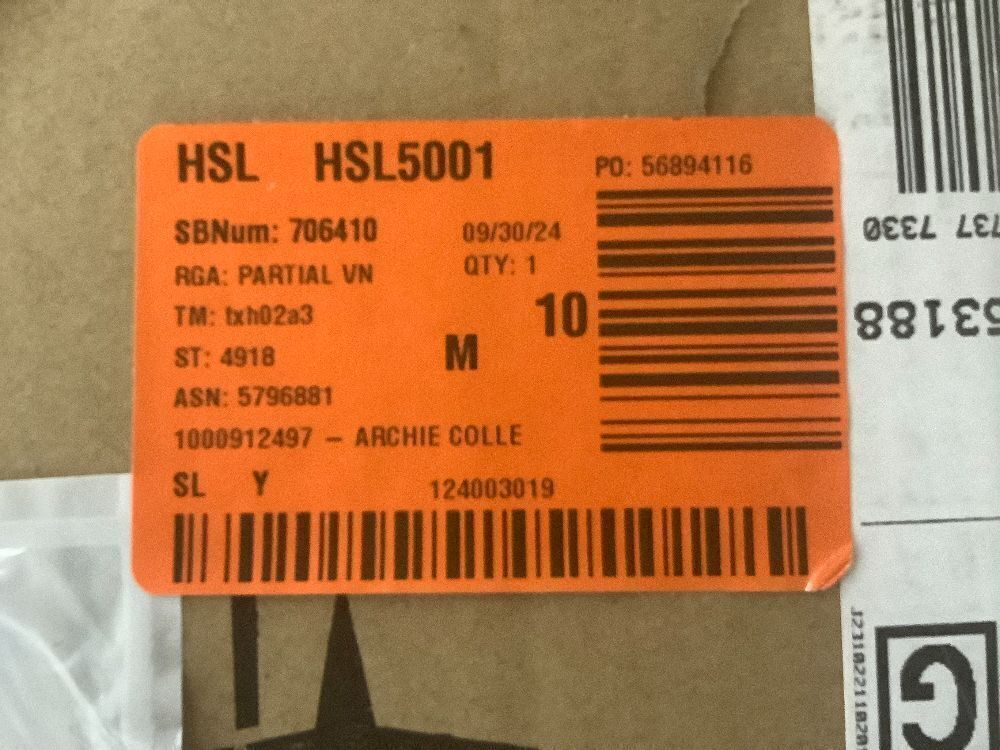 HSL HSL5001
PO: 56894116
SBNum: 706410
09/30/24
RGA: PARTIAL VN
QTY: 1
TM: txh02a3
10
ST: 4918
M
ASN: 5796881
1000912497 – ARCHIE COLLE
SL Y
124003019
737 7330
53188
G